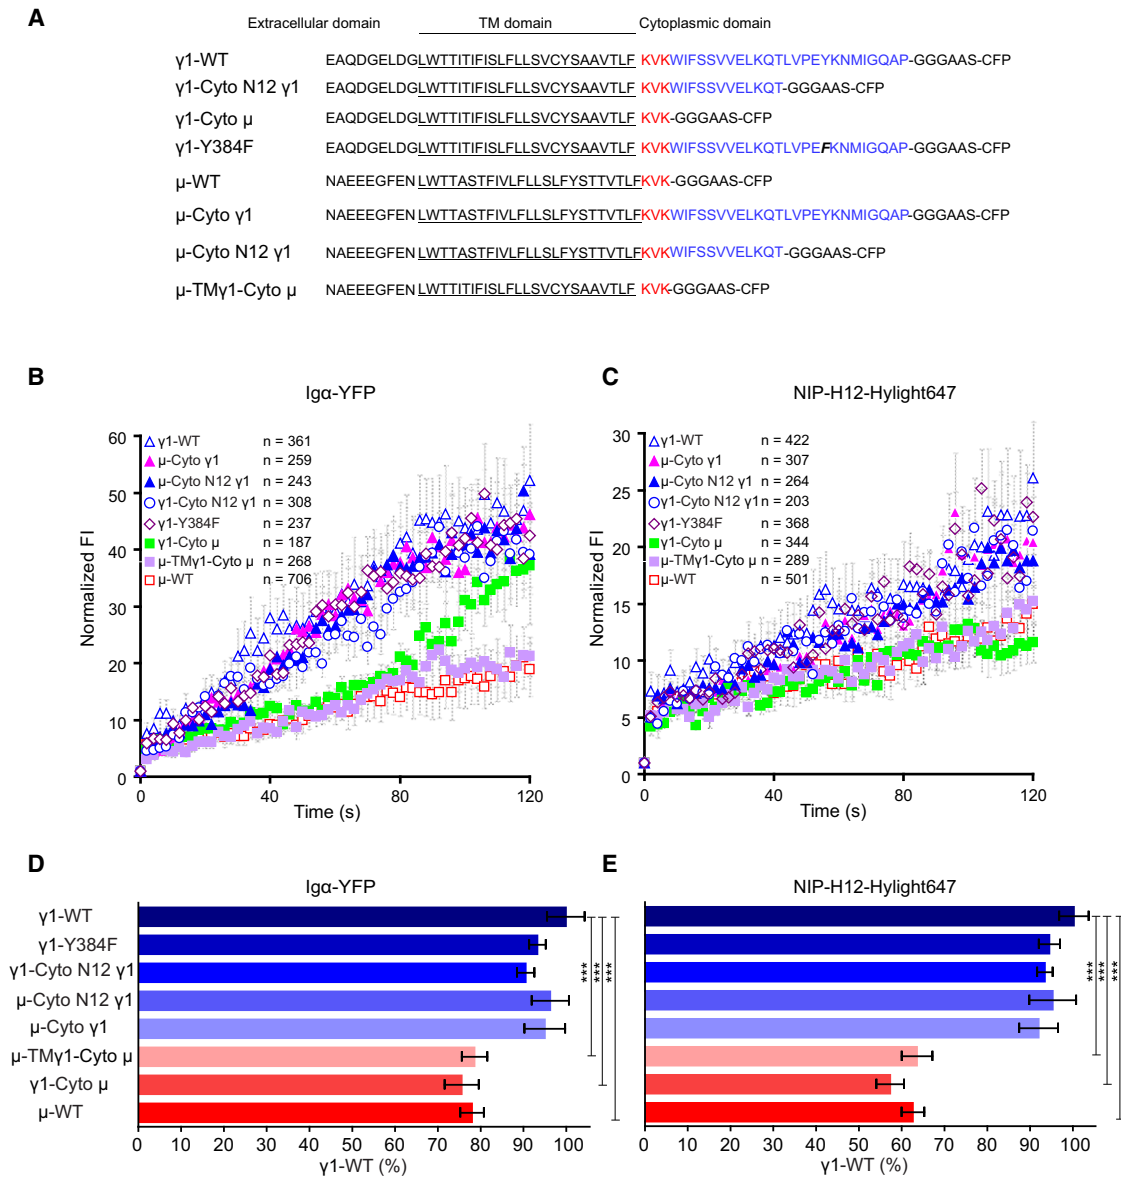 A
Extracellular domain TM domain Cytoplasmic domain
γ1-WT EAQDGELDGLWTTITIFISLFLLSVCYSAAVTLF KVKWIFSSVVELKQTLVPEYKNMIGQAP-GGGAAS-CFP
γ1-Cyto N12 γ1 EAQDGELDGLWTTITIFISLFLLSVCYSAAVTLF KVKWIFSSVVELKQT-GGGAAS-CFP
γ1-Cyto μ EAQDGELDGLWTTITIFISLFLLSVCYSAAVTLF KVK-GGGAAS-CFP
γ1-Y384F EAQDGELDGLWTTITIFISLFLLSVCYSAAVTLF KVKWIFSSVVELKQTLVPEFKNMIGQAP-GGGAAS-CFP
μ-WT NAEEEGFEN LWTTASTFIVLFLLSLFYSTTVTLFKVK-GGGAAS-CFP
μ-Cyto γ1 NAEEEGFEN LWTTASTFIVLFLLSLFYSTTVTLFKVKWIFSSVVELKQTLVPEYKNMIGQAP-GGGAAS-CFP
μ-Cyto N12 γ1 NAEEEGFEN LWTTASTFIVLFLLSLFYSTTVTLFKVKWIFSSVVELKQT-GGGAAS-CFP
μ-TMγ1-Cyto μ NAEEEGFEN LWTTITIFISLFLLSVCYSAAVTLF KVK-GGGAAS-CFP
B
Igα-YFP
Normalized FI
60
50
40
30
20
10
0
γ1-WT n = 361
μ-Cyto γ1 n = 259
μ-Cyto N12 γ1 n = 243
γ1-Cyto N12 γ1 n = 308
γ1-Y384F n = 237
γ1-Cyto μ n = 187
μ-TMγ1-Cyto μ n = 268
μ-WT n = 706
0 40 80 120
Time (s)
C
NIP-H12-Hylight647
Normalized FI
30
25
20
15
10
5
0
γ1-WT n = 422
μ-Cyto γ1 n = 307
μ-Cyto N12 γ1 n = 264
γ1-Cyto N12 γ1 n = 203
γ1-Y384F n = 368
γ1-Cyto μ n = 344
μ-TMγ1-Cyto μ n = 289
μ-WT n = 501
0 40 80 120
Time (s)
D
Igα-YFP
γ1-WT
γ1-Y384F
γ1-Cyto N12 γ1
μ-Cyto N12 γ1
μ-Cyto γ1
μ-TMγ1-Cyto μ
γ1-Cyto μ
μ-WT
*** *** ***
0 10 20 30 40 50 60 70 80 90 100
γ1-WT (%)
E
NIP-H12-Hylight647
*** *** ***
0 10 20 30 40 50 60 70 80 90 100
γ1-WT (%)